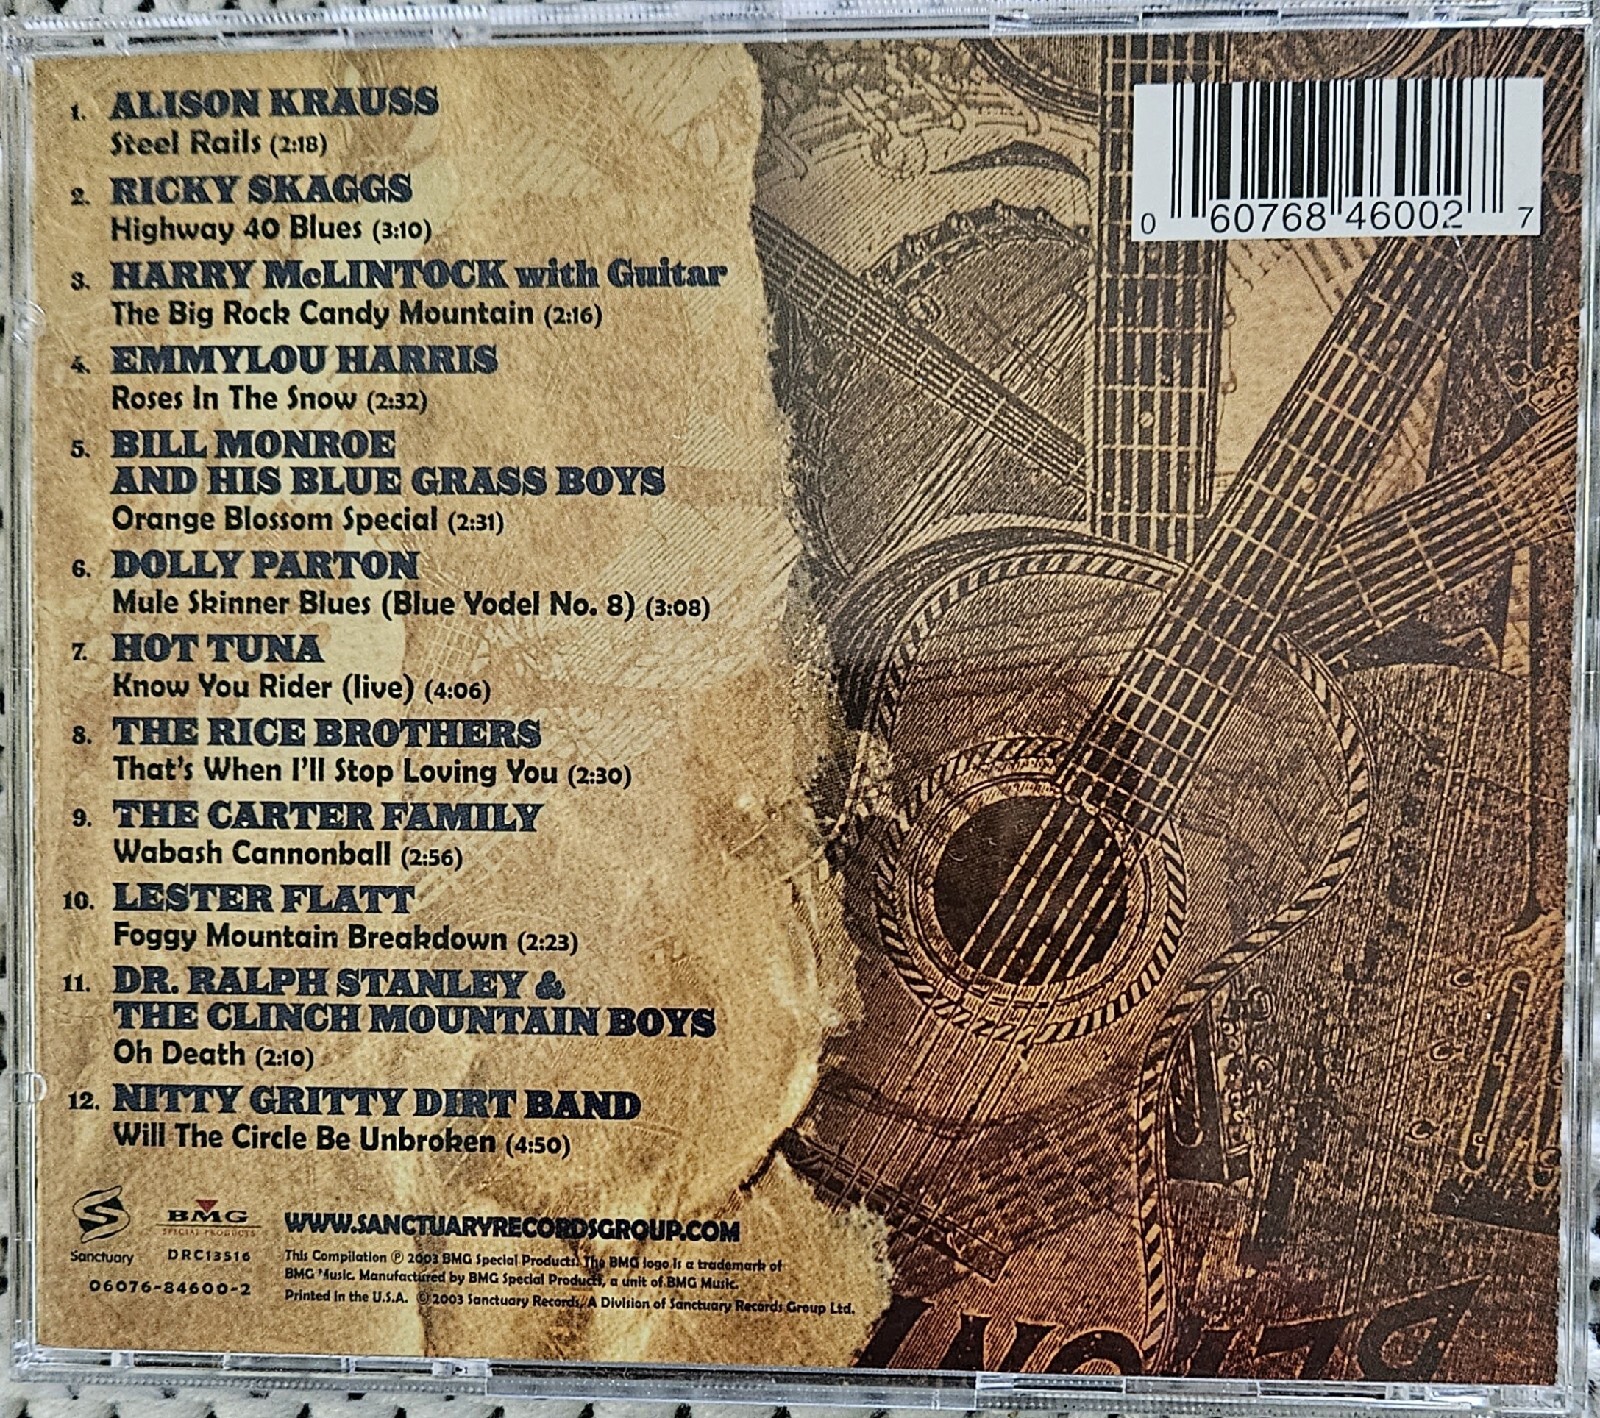 1. ALISON KRAUSS
Steel Rails (2:18)
2. RICKY SKAGGS
Highway 40 Blues (3:10)
3. HARRY McLINTOCK with Guitar
The Big Rock Candy Mountain (2:16)
4. EMMYLOU HARRIS
Roses In The Snow (2:32)
5. BILL MONROE
AND HIS BLUE GRASS BOYS
Orange Blossom Special (2:31)
6. DOLLY PARTON
Mule Skinner Blues (Blue Yodel No. 8) (3:08)
7. HOT TUNA
Know You Rider (live) (4:06)
8. THE RICE BROTHERS
That's When I'll Stop Loving You (2:30)
9. THE CARTER FAMILY
Wabash Cannonball (2:56)
10. LESTER FLATT
Foggy Mountain Breakdown (2:23)
11. DR. RALPH STANLEY &
THE CLINCH MOUNTAIN BOYS
Oh Death (2:10)
12. NITTY GRITTY DIRT BAND
Will The Circle Be Unbroken (4:50)
0 60768 46002 7
Sanctuary
BMG
SPECIAL PRODUCTS
DRC13516
06076-84600-2
WWW.SANCTUARYRECORDSGROUP.COM
This Compilation ℗ 2003 BMG Special Products. The BMG logo is a trademark of
BMG Music. Manufactured by BMG Special Products, a unit of BMG Music.
Printed in the U.S.A. © 2003 Sanctuary Records, A Division of Sanctuary Records Group Ltd.